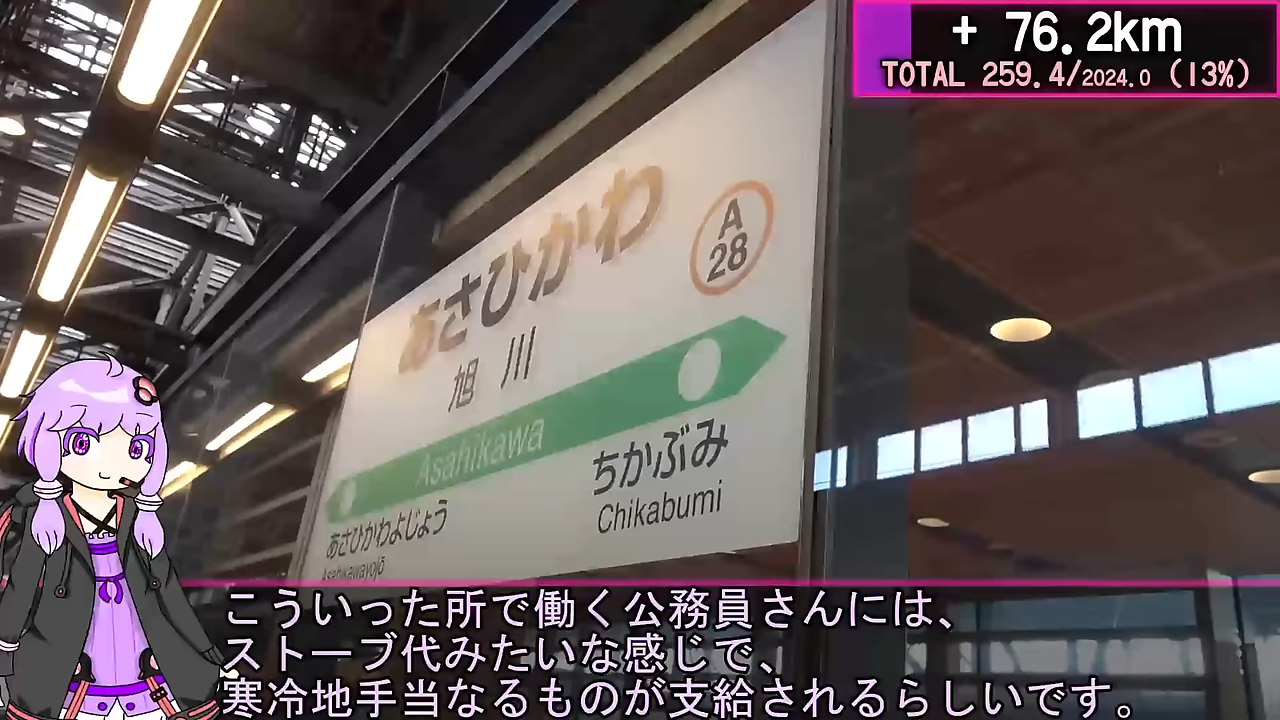 + 76.2km
TOTAL 259.4/2024.0 (13%)
あさひかわ
A
28
旭川
Asahikawa
ちかぶみ
Chikabumi
あさひかわよじょう
Asahikawayojō
こういった所で働く公務員さんには、
ストーブ代みたいな感じで、
寒冷地手当なるものが支給されるらしいです。